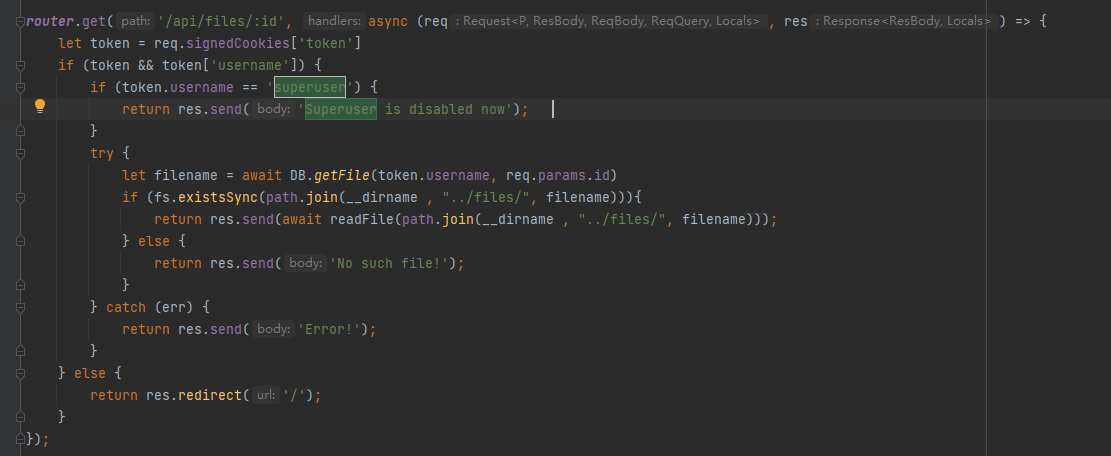 router.get( path: '/api/files/:id', handlers: async (req : Request<P, ResBody, ReqBody, ReqQuery, Locals> , res : Response<ResBody, Locals> ) => {
let token = req.signedCookies['token']
if (token && token['username']) {
if (token.username == 'superuser') {
return res.send( body: 'Superuser is disabled now');
}
try {
let filename = await DB.getFile(token.username, req.params.id)
if (fs.existsSync(path.join(__dirname , "../files/", filename))){
return res.send(await readFile(path.join(__dirname , "../files/", filename)));
} else {
return res.send( body: 'No such file!');
}
} catch (err) {
return res.send( body: 'Error!');
}
} else {
return res.redirect( url: '/');
}
});